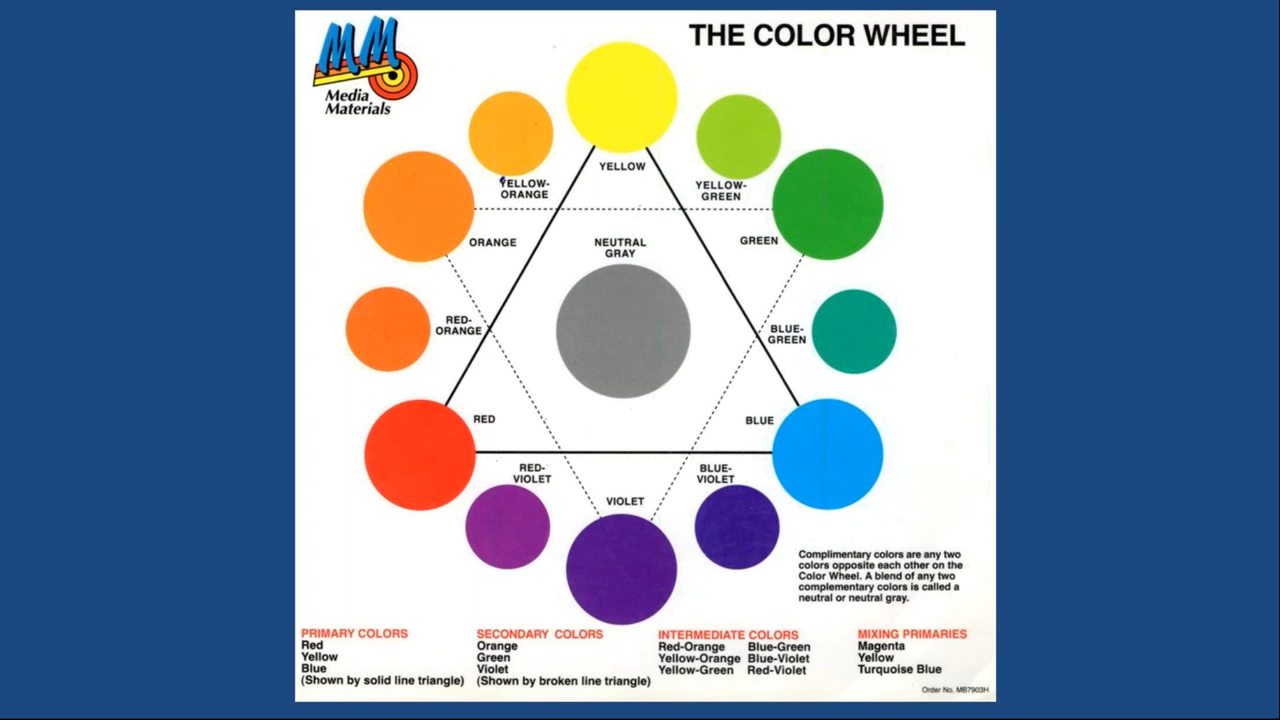 MM
Media
Materials
THE COLOR WHEEL
YELLOW
YELLOW-
ORANGE
YELLOW-
GREEN
ORANGE
NEUTRAL
GRAY
GREEN
RED-
ORANGE
BLUE-
GREEN
RED
BLUE
RED-
VIOLET
VIOLET
BLUE-
VIOLET
Complimentary colors are any two
colors opposite each other on the
Color Wheel. A blend of any two
complementary colors is called a
neutral or neutral gray.
PRIMARY COLORS
Red
Yellow
Blue
(Shown by solid line triangle)
SECONDARY COLORS
Orange
Green
Violet
(Shown by broken line triangle)
INTERMEDIATE COLORS
Red-Orange Blue-Green
Yellow-Orange Blue-Violet
Yellow-Green Red-Violet
MIXING PRIMARIES
Magenta
Yellow
Turquoise Blue
Order No. MB7903H